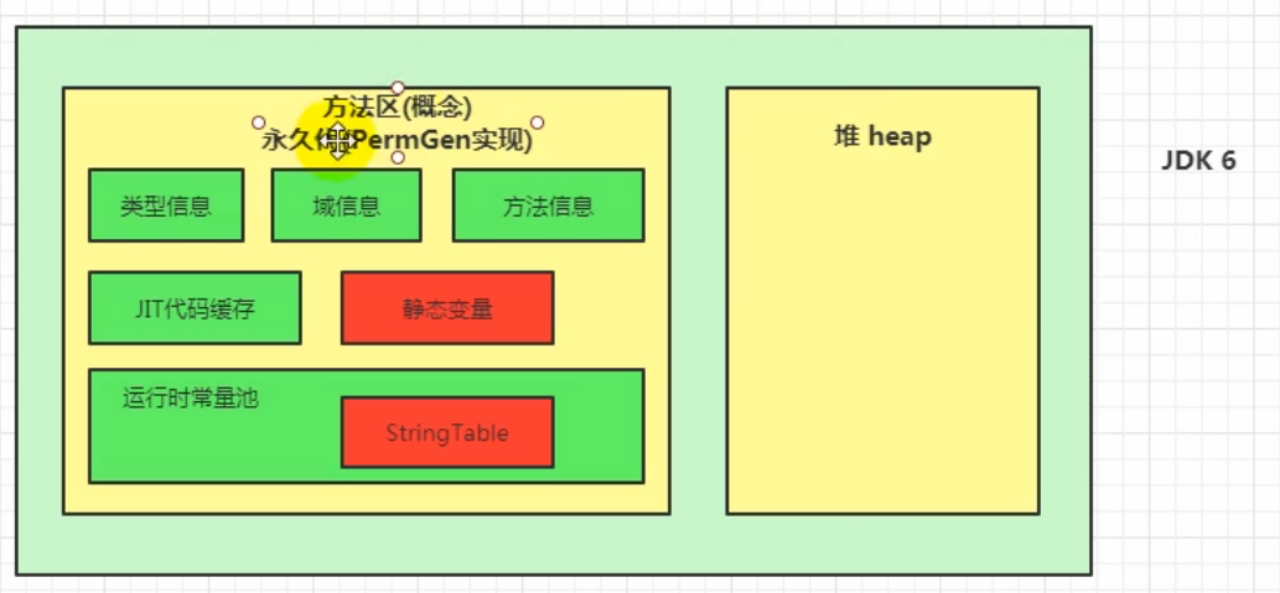 方法区(概念)
永久代(PermGen实现)
堆 heap
JDK 6
类型信息
域信息
方法信息
JIT代码缓存
静态变量
运行时常量池
StringTable